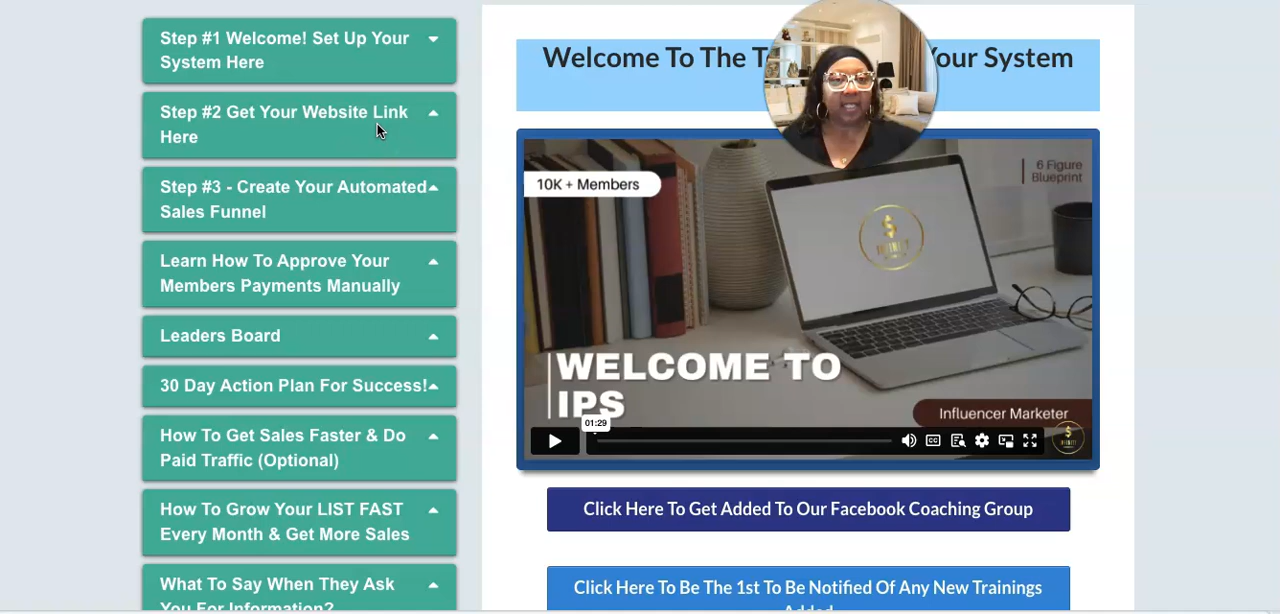 Step #1 Welcome! Set Up Your
System Here
Step #2 Get Your Website Link
Here
Step #3 - Create Your Automated
Sales Funnel
Learn How To Approve Your
Members Payments Manually
Leaders Board
30 Day Action Plan For Success!
How To Get Sales Faster & Do
Paid Traffic (Optional)
How To Grow Your LIST FAST
Every Month & Get More Sales
What To Say When They Ask
You For Information?
Welcome To The Your System
10K + Members
6 Figure
Blueprint
$
WELCOME TO
IPS
Influencer Marketer
01:29
CC
$
Click Here To Get Added To Our Facebook Coaching Group
Click Here To Be The 1st To Be Notified Of Any New Trainings
Added